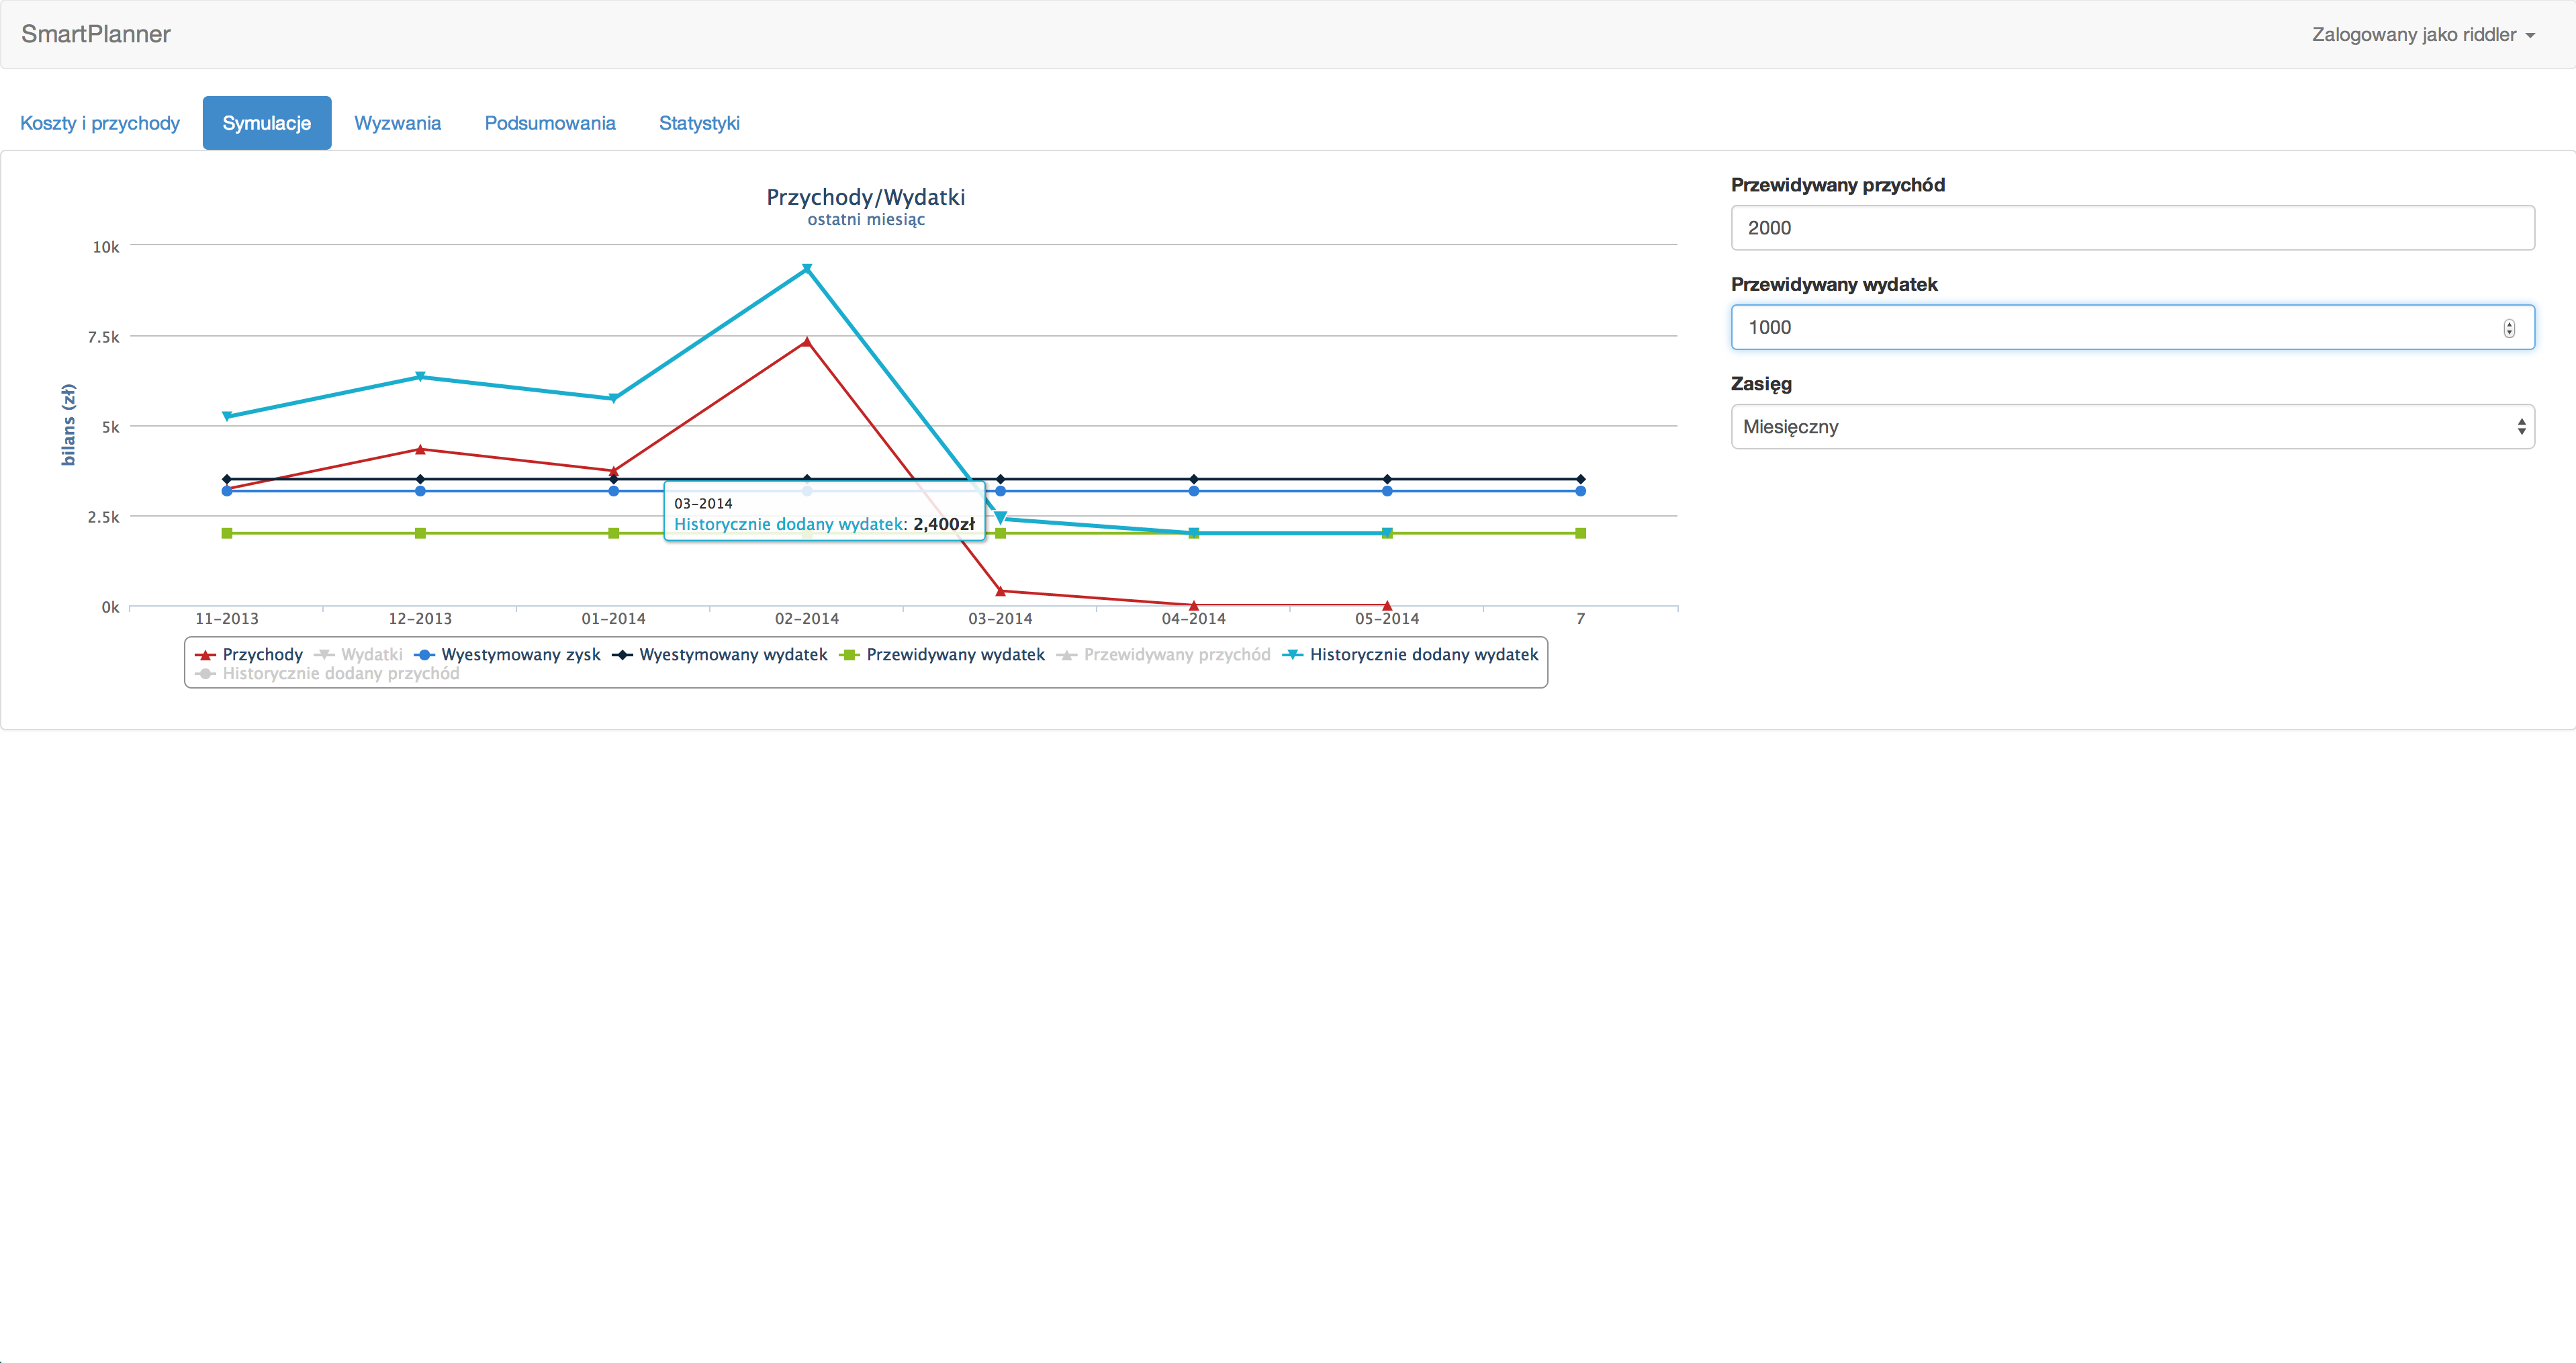 SmartPlanner
Zalogowany jako riddler
Koszty i przychody Symulacje Wyzwania Podsumowania Statystyki
Przychody/Wydatki
ostatni miesiąc
bilans (zł)
10k
7.5k
5k
2.5k
0k
03-2014
Historycznie dodany wydatek: 2,400zł
11-2013 12-2013 01-2014 02-2014 03-2014 04-2014 05-2014 7
Przychody Wydatki Wyestymowany zysk Wyestymowany wydatek Przewidywany wydatek Przewidywany przychód Historycznie dodany wydatek
Historycznie dodany przychód
Przewidywany przychód
2000
Przewidywany wydatek
1000
Zasięg
Miesięczny